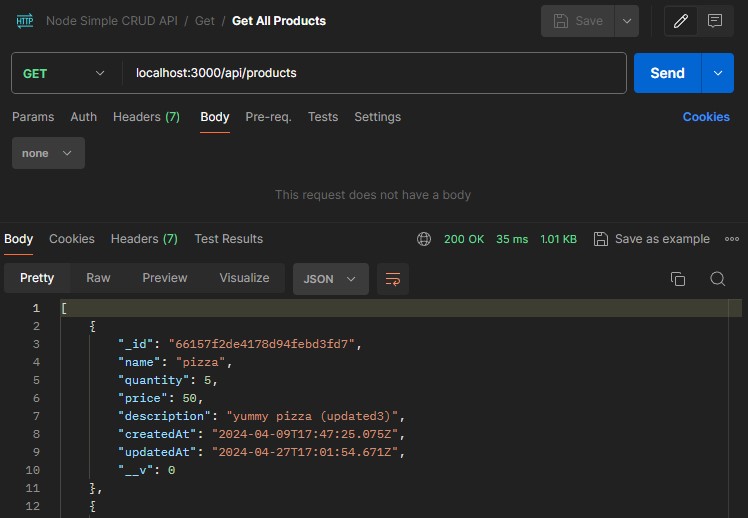 HTTP Node Simple CRUD API / Get / Get All Products Save
GET localhost:3000/api/products Send
Params Auth Headers (7) Body Pre-req. Tests Settings Cookies
none
This request does not have a body
Body Cookies Headers (7) Test Results 200 OK 35 ms 1.01 KB Save as example
Pretty Raw Preview Visualize JSON
1 [
2 {
3 "_id": "66157f2de4178d94febd3fd7",
4 "name": "pizza",
5 "quantity": 5,
6 "price": 50,
7 "description": "yummy pizza (updated3)",
8 "createdAt": "2024-04-09T17:47:25.075Z",
9 "updatedAt": "2024-04-27T17:01:54.671Z",
10 "__v": 0
11 },
12 {